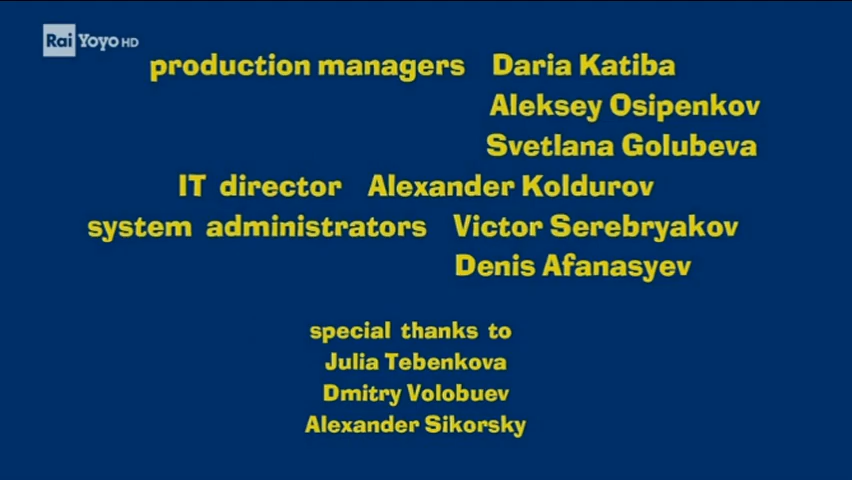 Rai Yoyo HD
production managers Daria Katiba
Aleksey Osipenkov
Svetlana Golubeva
IT director Alexander Koldurov
system administrators Victor Serebryakov
Denis Afanasyev
special thanks to
Julia Tebenkova
Dmitry Volobuev
Alexander Sikorsky